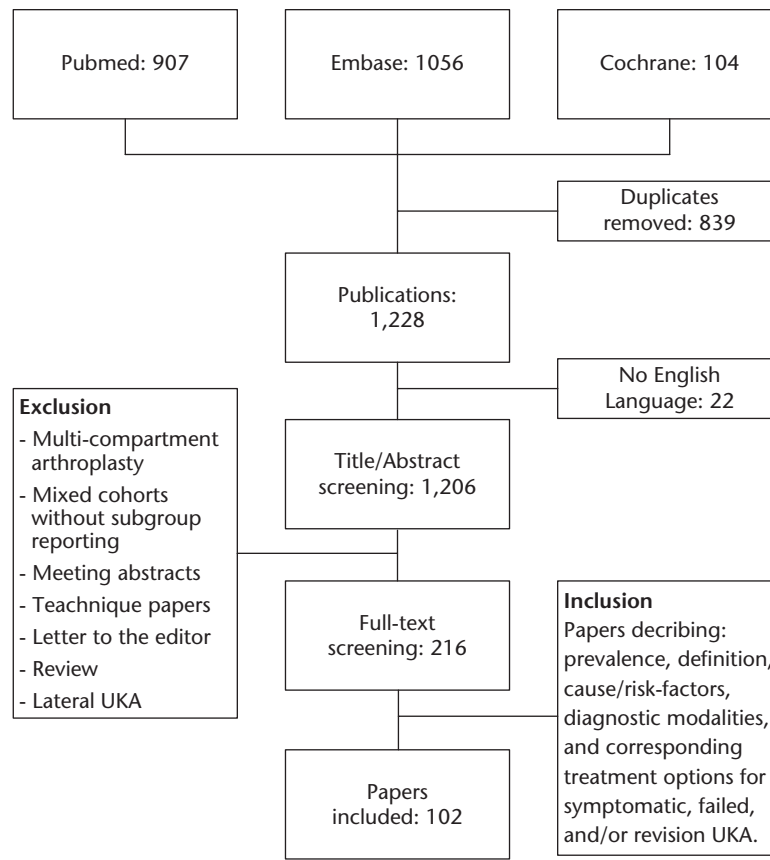 Pubmed: 907
Embase: 1056
Cochrane: 104
Duplicates
removed: 839
Publications:
1,228
No English
Language: 22
Exclusion
- Multi-compartment
arthroplasty
- Mixed cohorts
without subgroup
reporting
- Meeting abstracts
- Teachnique papers
- Letter to the editor
- Review
- Lateral UKA
Title/Abstract
screening: 1,206
Full-text
screening: 216
Inclusion
Papers decribing:
prevalence, definition,
cause/risk-factors,
diagnostic modalities,
and corresponding
treatment options for
symptomatic, failed,
and/or revision UKA.
Papers
included: 102